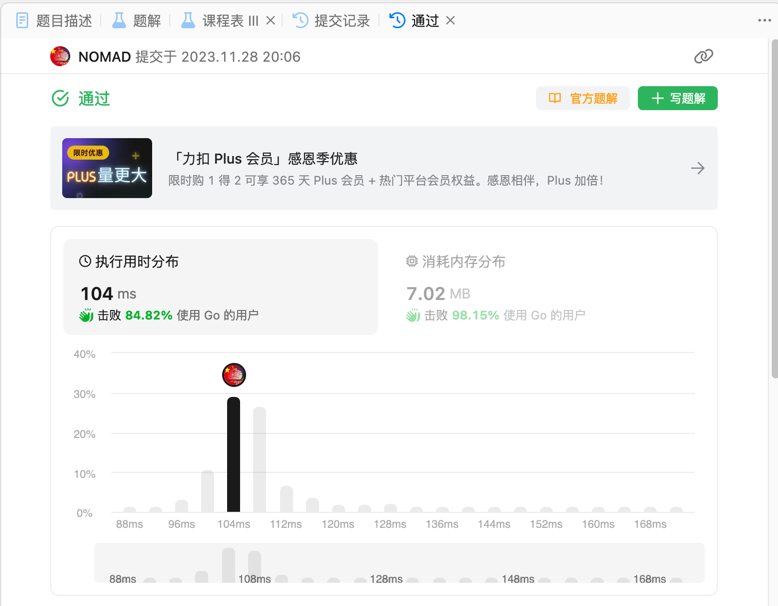 题目描述 题解 课程表 III 提交记录 通过
NOMAD 提交于 2023.11.28 20:06
通过 官方题解 写题解
限时优惠
PLUS量更大
「力扣 Plus 会员」感恩季优惠
限时购 1 得 2 可享 365 天 Plus 会员 + 热门平台会员权益。感恩相伴，Plus 加倍！
执行用时分布 消耗内存分布
104 ms 7.02 MB
击败 84.82% 使用 Go 的用户 击败 98.15% 使用 Go 的用户
40%
30%
20%
10%
0%
88ms 96ms 104ms 112ms 120ms 128ms 136ms 144ms 152ms 160ms 168ms
88ms 108ms 128ms 148ms 168ms